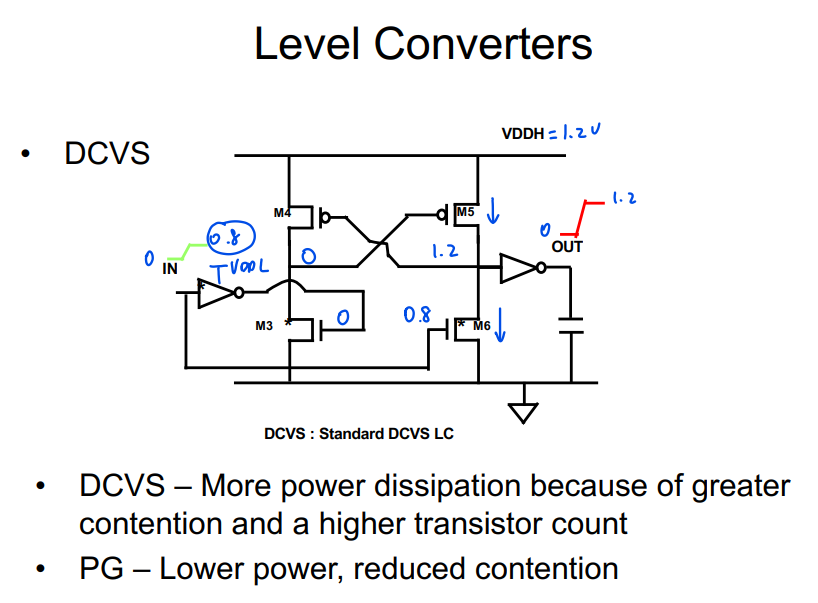 Level Converters
• DCVS
VDDH = 1.2 V
M4
M5
1.2
0
OUT
0.8
0
IN
VDDL
0
1.2
*
M3
*
0
0.8
*
M6
DCVS : Standard DCVS LC
• DCVS – More power dissipation because of greater
contention and a higher transistor count
• PG – Lower power, reduced contention